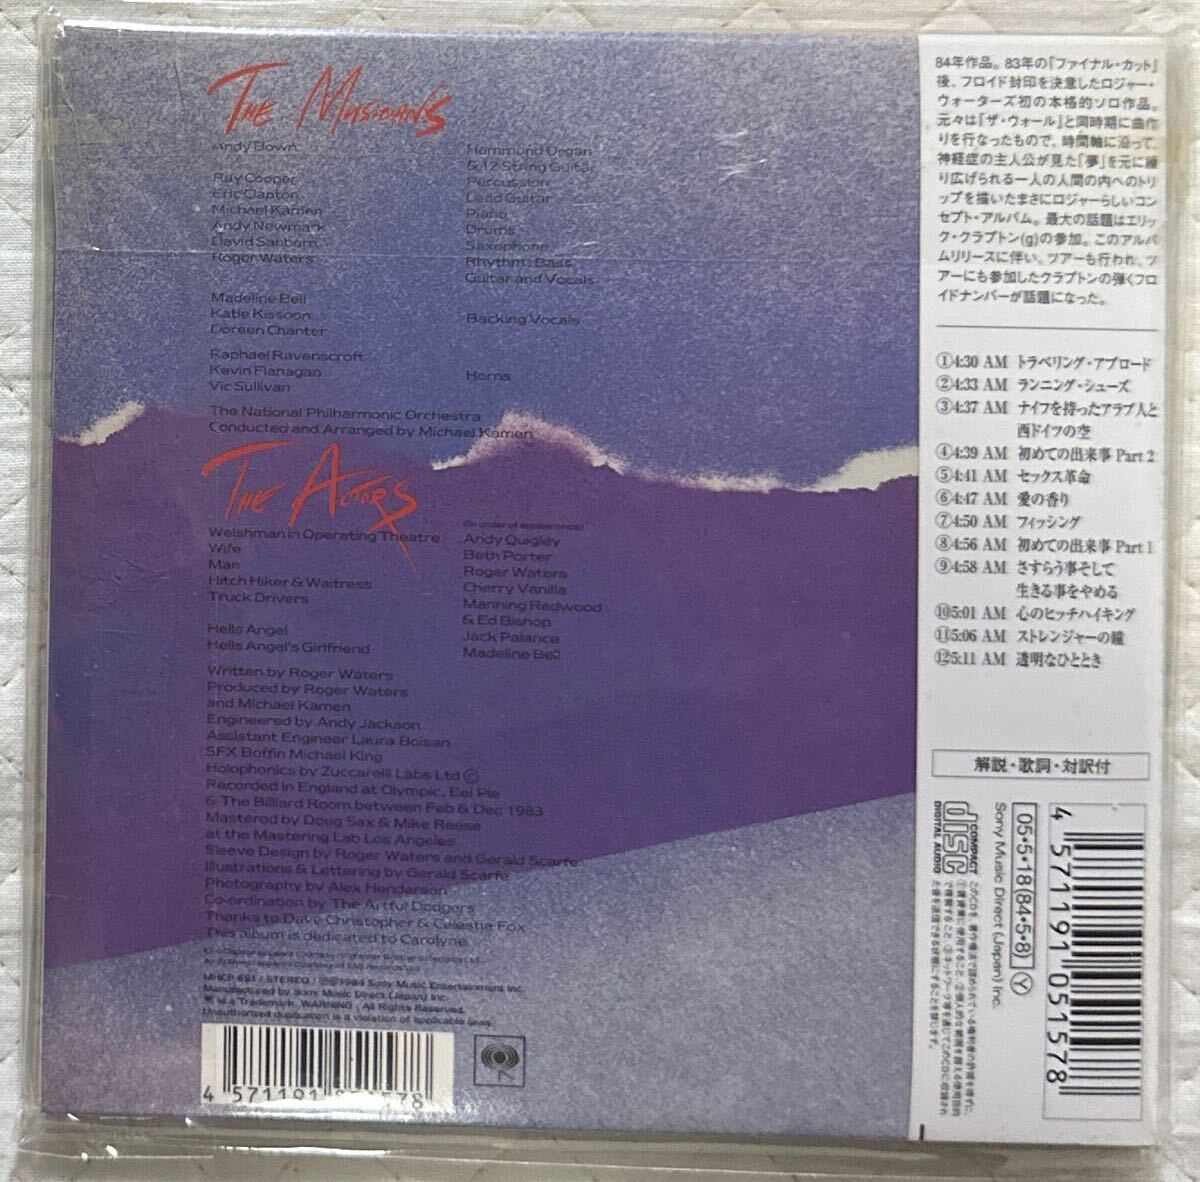 The Musicians
Andy Bown
Hammond Organ
& 12 String Guitar
Ray Cooper
Percussion
Eric Clapton
Lead Guitar
Michael Kamen
Piano
Andy Newmark
Drums
David Sanborn
Saxophone
Roger Waters
Rhythm: Bass
Guitar and Vocals
Madeline Bell
Katie Kissoon
Backing Vocals
Doreen Chanter
Raphael Ravenscroft
Kevin Flanagan
Horns
Vic Sullivan
The National Philharmonic Orchestra
Conducted and Arranged by Michael Kamen
The Actors
(in order of appearance)
Welshman in Operating Theatre
Andy Quigley
Wife
Beth Porter
Man
Roger Waters
Hitch Hiker & Waitress
Cherry Vanilla
Truck Drivers
Manning Redwood
& Ed Bishop
Hells Angel
Jack Palance
Hells Angel's Girlfriend
Madeline Bell
Written by Roger Waters
Produced by Roger Waters
and Michael Kamen
Engineered by Andy Jackson
Assistant Engineer Laura Boisan
SFX Boffin Michael King
Holophonics by Zuccarelli Labs Ltd ©
Recorded in England at Olympic, Eel Pie
& The Billiard Room between Feb & Dec 1983
Mastered by Doug Sax & Mike Reese
at the Mastering Lab Los Angeles
Sleeve Design by Roger Waters and Gerald Scarfe
Illustrations & Lettering by Gerald Scarfe
Photography by Alex Henderson
Co-ordination by The Artful Dodgers
Thanks to Dave Christopher & Celestia Fox
This album is dedicated to Carolyne
MHCP-691 / STEREO / ℗©1984 Sony Music Entertainment Inc.
Manufactured by Sony Music Direct (Japan) Inc.
is a Trademark. WARNING: All Rights Reserved.
Unauthorized duplication is a violation of applicable laws.
4 571191 578
84年作品。83年の『ファイナル・カット』
後、フロイド封印を決意したロジャー・
ウォーターズ初の本格的ソロ作品。
元々は『ザ・ウォール』と同時期に曲作
りを行なったもので、時間軸に沿って、
神経症の主人公が見た「夢」を元に繰
り広げられる一人の人間の内へのトリ
ップを描いたまさにロジャーらしいコン
セプト・アルバム。最大の話題はエリッ
ク・クラプトン(g)の参加。このアルバ
ムリリースに伴い、ツアーも行われ、ツ
アーにも参加したクラプトンの弾くフロ
イドナンバーが話題になった。
①4:30 AM トラベリング・アブロード
②4:33 AM ランニング・シューズ
③4:37 AM ナイフを持ったアラブ人と
西ドイツの空
④4:39 AM 初めての出来事 Part 2
⑤4:41 AM セックス革命
⑥4:47 AM 愛の香り
⑦4:50 AM フィッシング
⑧4:56 AM 初めての出来事 Part 1
⑨4:58 AM さすらう事そして
生きる事をやめる
⑩5:01 AM 心のヒッチハイキング
⑪5:06 AM ストレンジャーの瞳
⑫5:11 AM 透明なひととき
解説・歌詞・対訳付
4 571191 051578
05・5・18(84・5・8) Y
Sony Music Direct (Japan) Inc.
COMPACT
disc
DIGITAL AUDIO